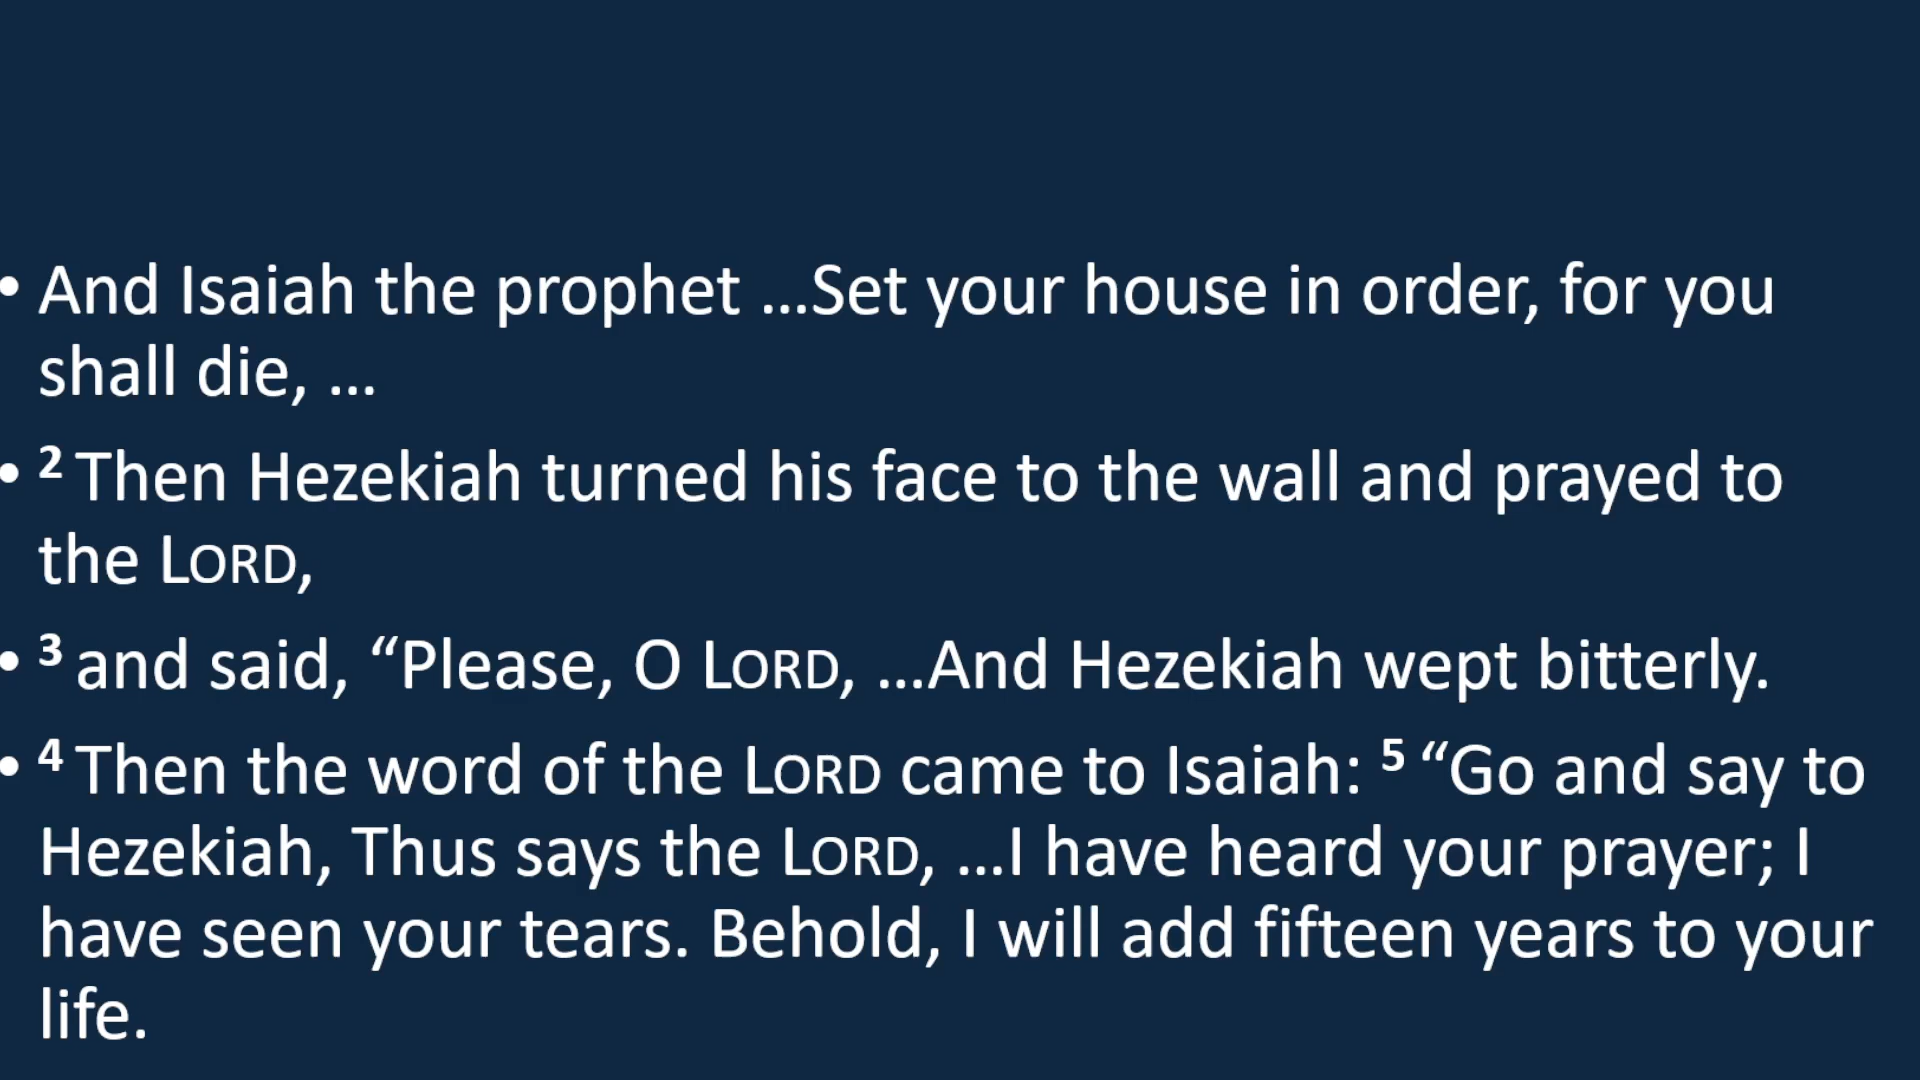 • And Isaiah the prophet …Set your house in order, for you
shall die, …
• ² Then Hezekiah turned his face to the wall and prayed to
the LORD,
• ³ and said, “Please, O LORD, …And Hezekiah wept bitterly.
• ⁴ Then the word of the LORD came to Isaiah: ⁵ “Go and say to
Hezekiah, Thus says the LORD, …I have heard your prayer; I
have seen your tears. Behold, I will add fifteen years to your
life.